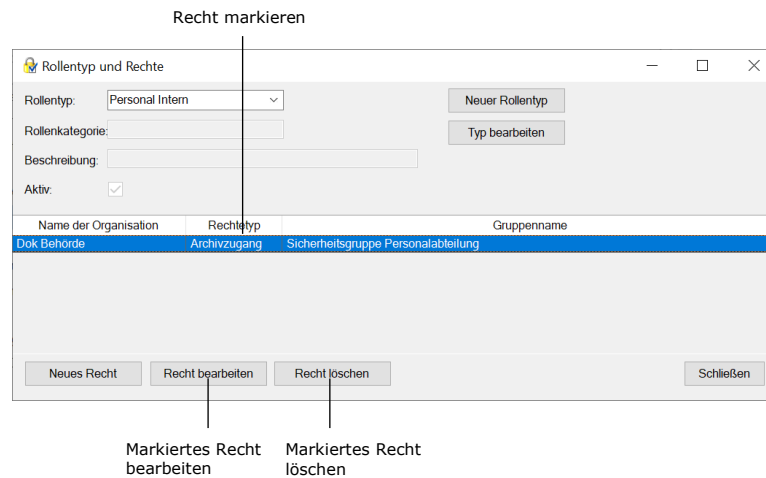 Recht markieren
Rollentyp und Rechte
Rollentyp: Personal Intern Neuer Rollentyp
Rollenkategorie: Typ bearbeiten
Beschreibung:
Aktiv:
Name der Organisation Rechtetyp Gruppenname
Dok Behörde Archivzugang Sicherheitsgruppe Personalabteilung
Neues Recht Recht bearbeiten Recht löschen Schließen
Markiertes Recht bearbeiten
Markiertes Recht löschen